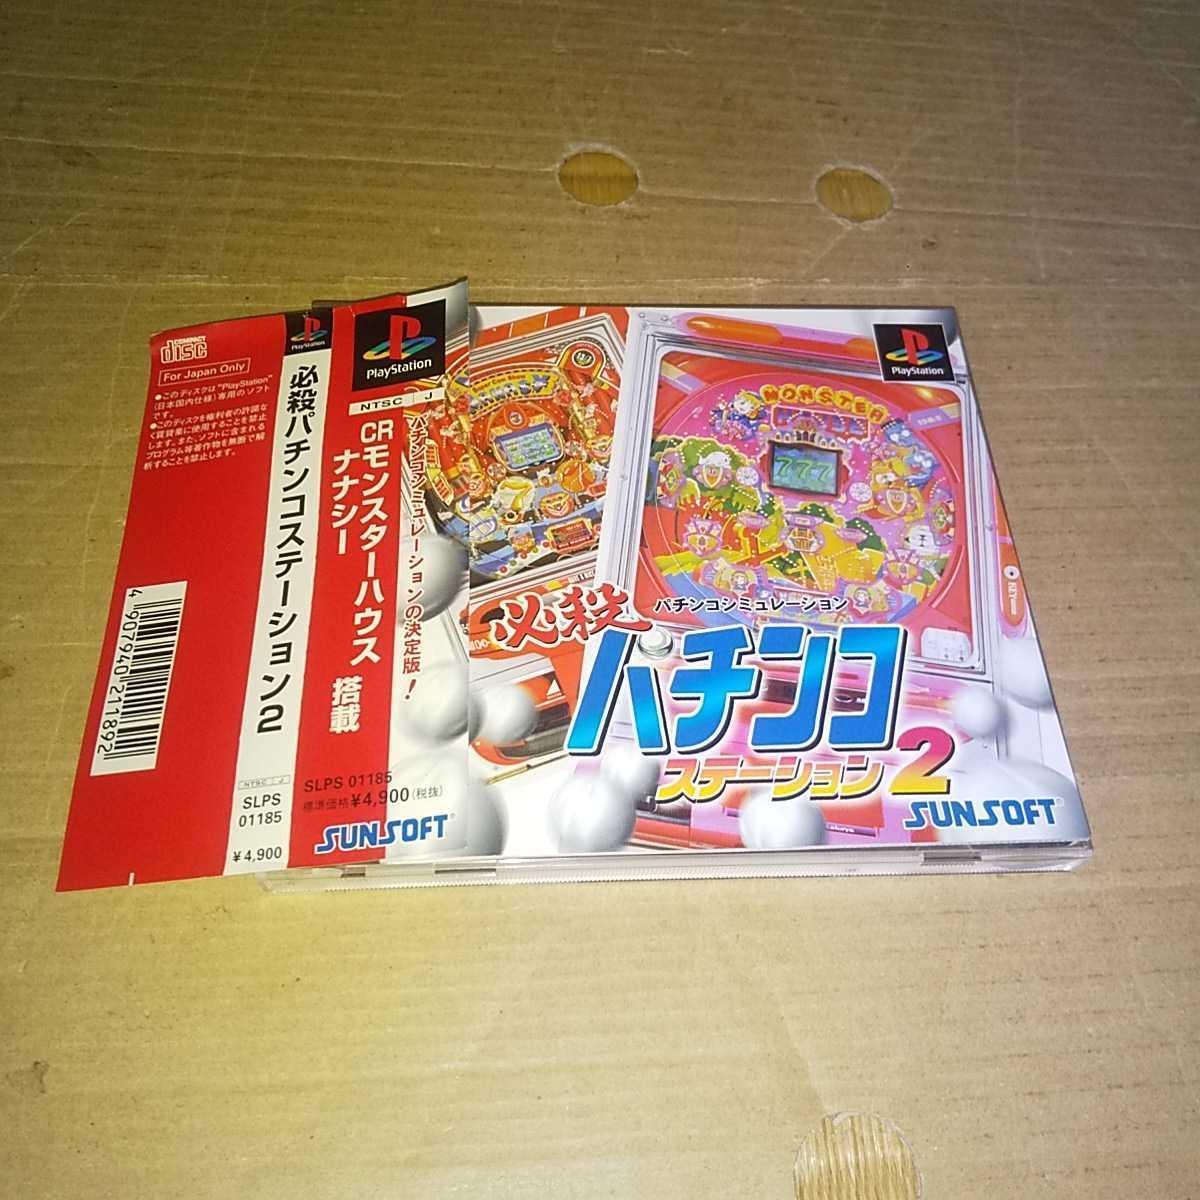 COMPACT
disc
For Japan Only
●このディスクは"PlayStation"
(日本国内仕様)専用のソフト
です。
●このディスクを権利者の許諾な
く賃貸業に使用することを禁止
します。また、ソフトに含まれる
プログラム等著作物を無断で解
析することを禁止します。
4 907940 211892
PlayStation
必殺パチンコステーション2
NTSC J
SLPS
01185
¥4,900
PlayStation
NTSC J
パチンコシミュレーションの決定版!
CRモンスターハウス
ナナシー
搭載
SLPS 01185
標準価格¥4,900(税抜)
SUNSOFT
PlayStation
MONSTER
777
パチンコシミュレーション
必殺
パチンコ
ステーション2
SUNSOFT